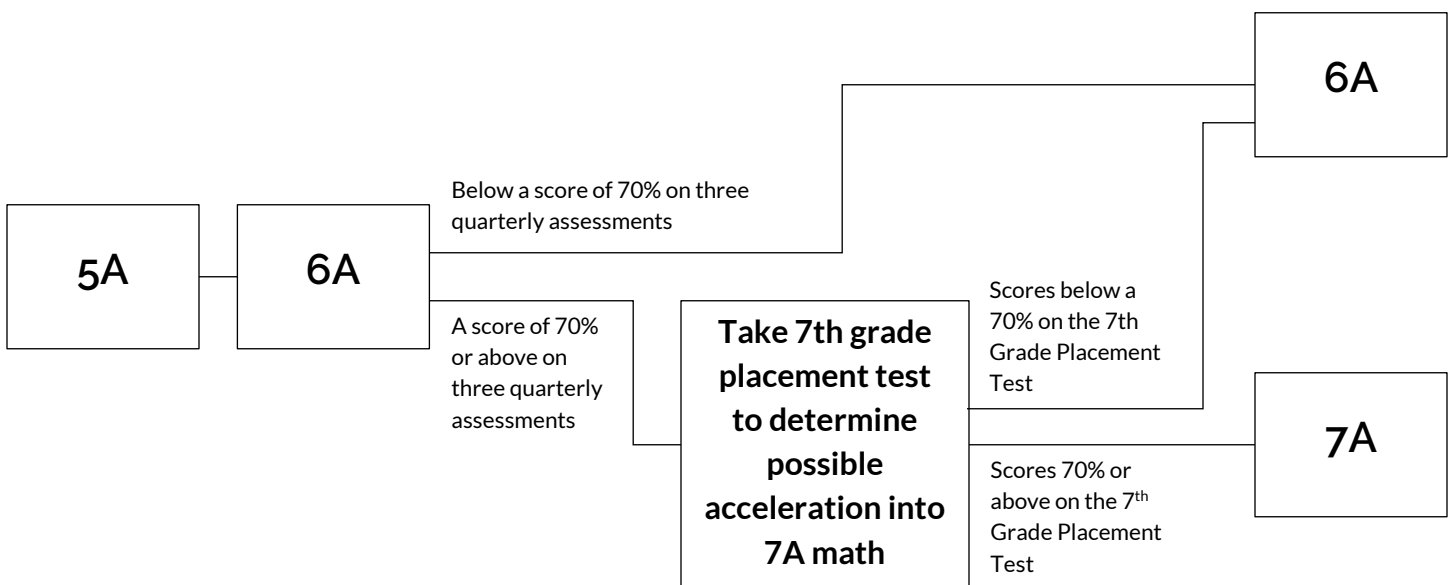 6A
Below a score of 70% on three
quarterly assessments
5A
6A
A score of 70%
or above on
three quarterly
assessments
Take 7th grade
placement test
to determine
possible
acceleration into
7A math
Scores below a
70% on the 7th
Grade Placement
Test
7A
Scores 70% or
above on the 7th
Grade Placement
Test